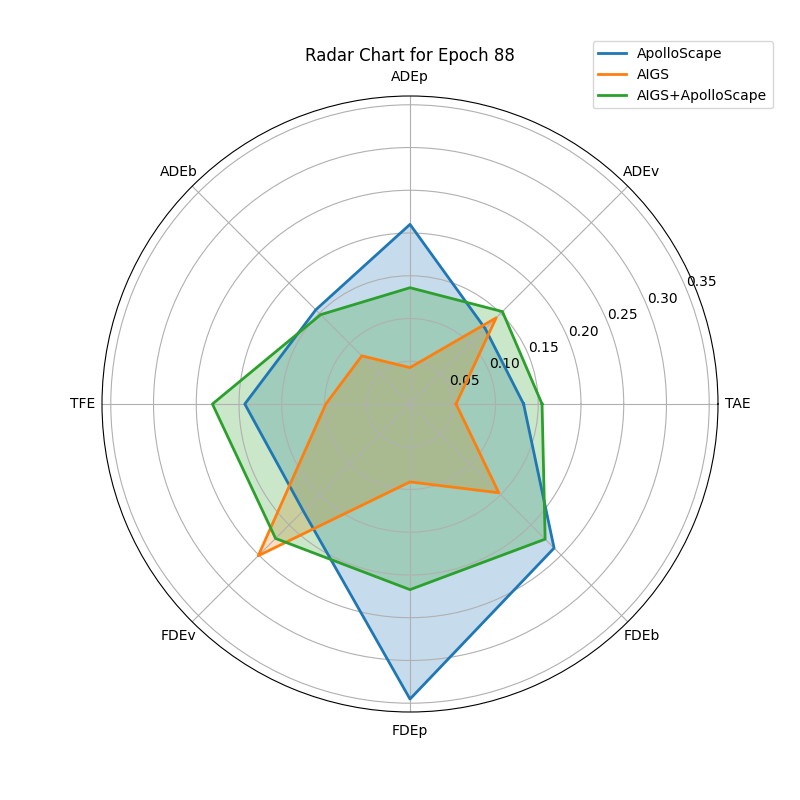 Radar Chart for Epoch 88
ApolloScape
AIGS
AIGS+ApolloScape
ADEp
ADEb
ADEv
0.35
0.30
0.25
0.20
0.15
0.10
0.05
TFE
TAE
FDEv
FDEb
FDEp